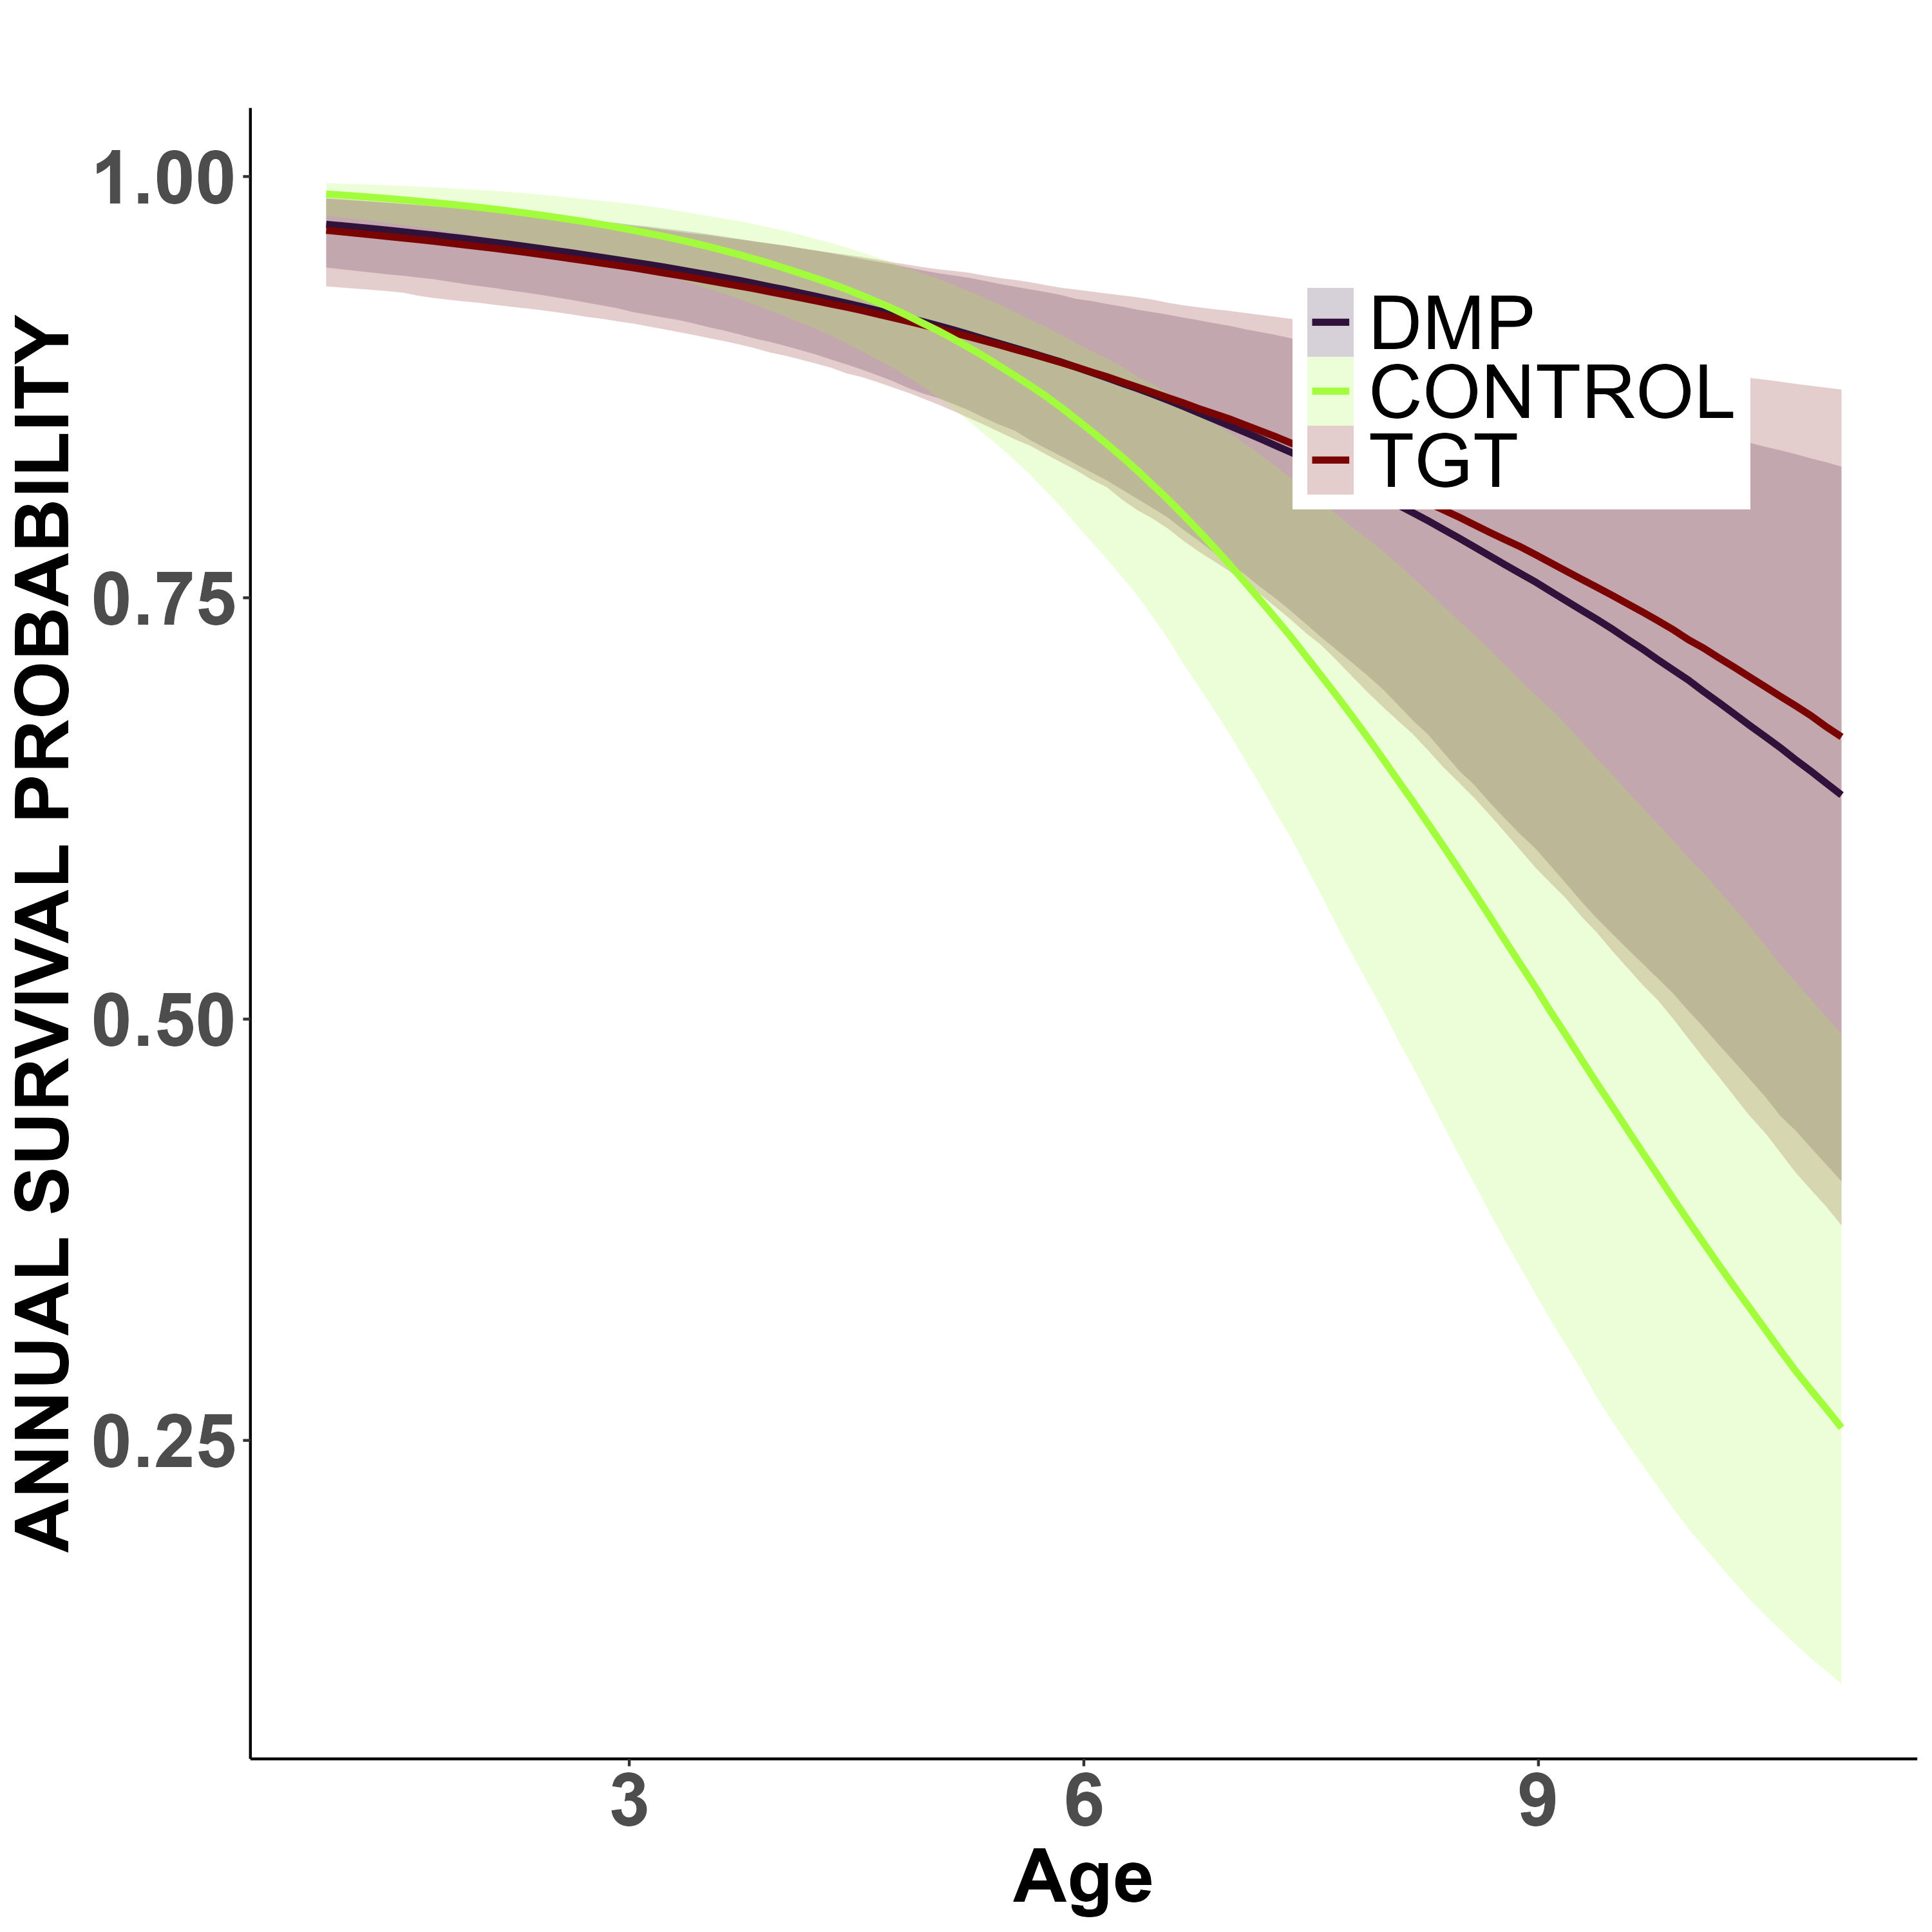 ANNUAL SURVIVAL PROBABILITY
1.00
0.75
0.50
0.25
DMP
CONTROL
TGT
3
6
9
Age